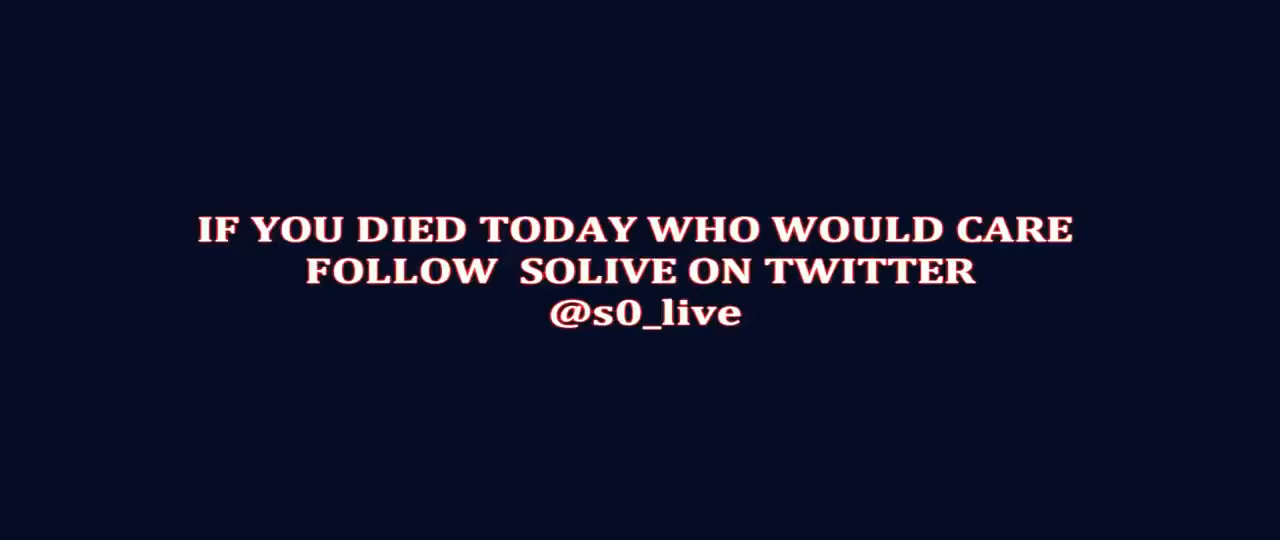 IF YOU DIED TODAY WHO WOULD CARE
FOLLOW  SOLIVE ON TWITTER
@s0_live